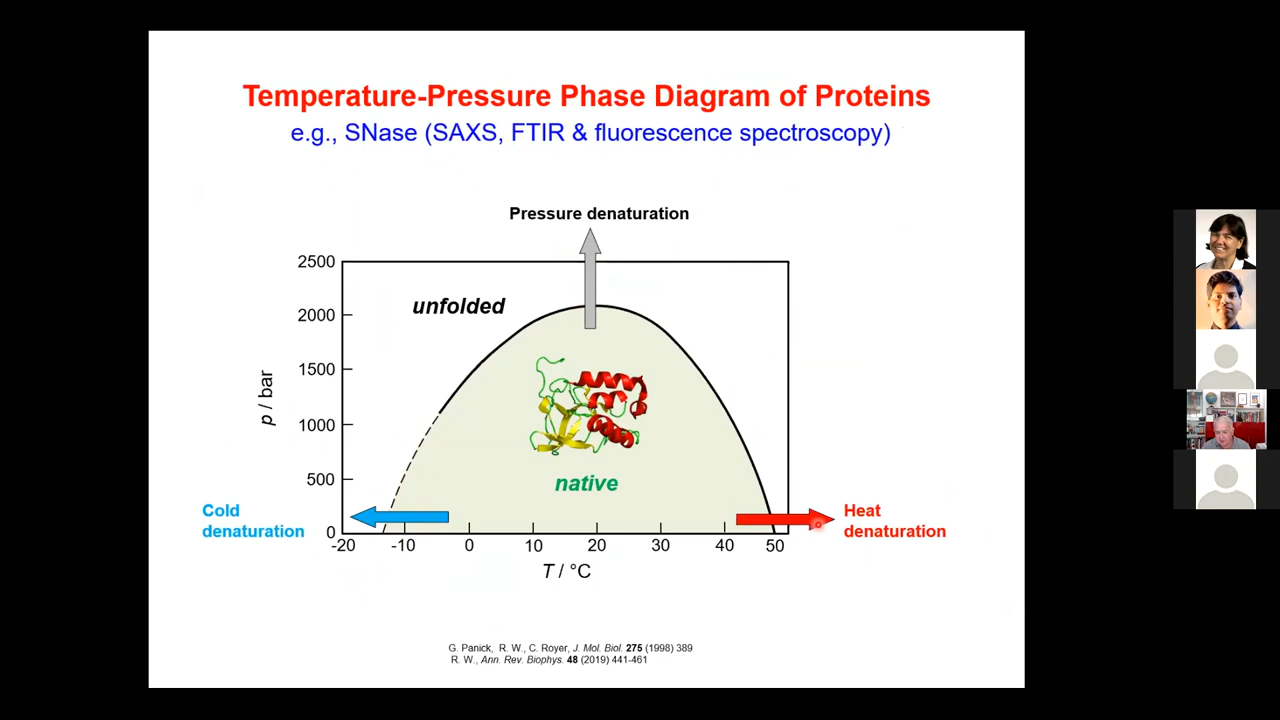 Temperature-Pressure Phase Diagram of Proteins
e.g., SNase (SAXS, FTIR & fluorescence spectroscopy)
Pressure denaturation
2500
unfolded
2000
1500
p / bar
1000
native
500
Cold
denaturation
Heat
denaturation
0
-20 -10 0 10 20 30 40 50
T / °C
G. Panick, R. W., C. Royer, J. Mol. Biol. 275 (1998) 389
R. W., Ann. Rev. Biophys. 48 (2019) 441-461